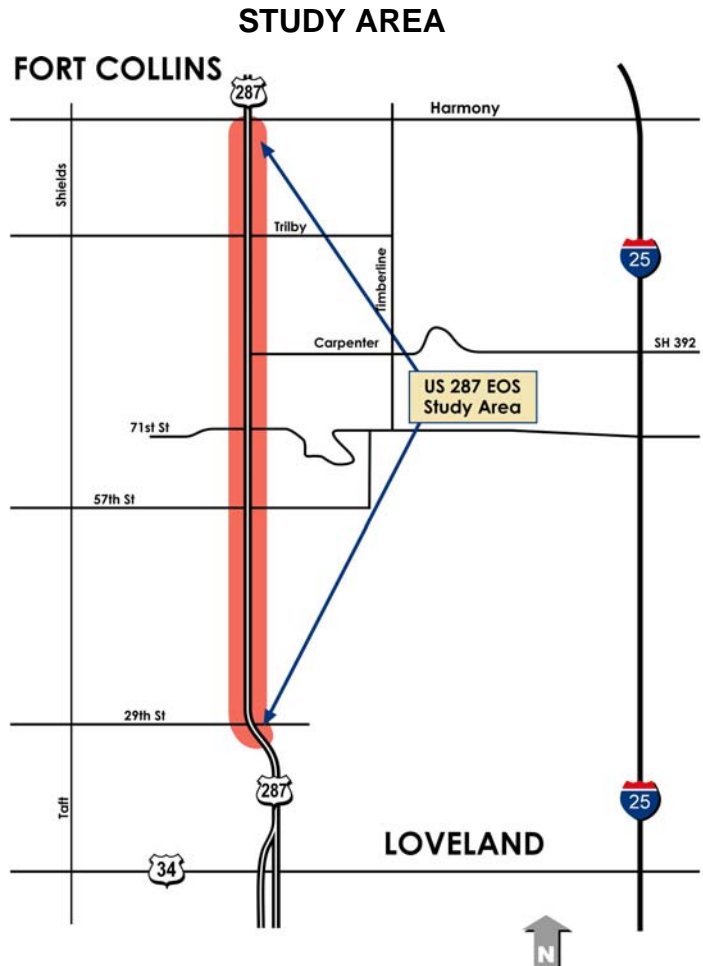 STUDY AREA
FORT COLLINS
287
Harmony
Shields
Trilby
Timberline
25
Carpenter
SH 392
US 287 EOS
Study Area
71st St
57th St
29th St
287
25
Taft
LOVELAND
34
N